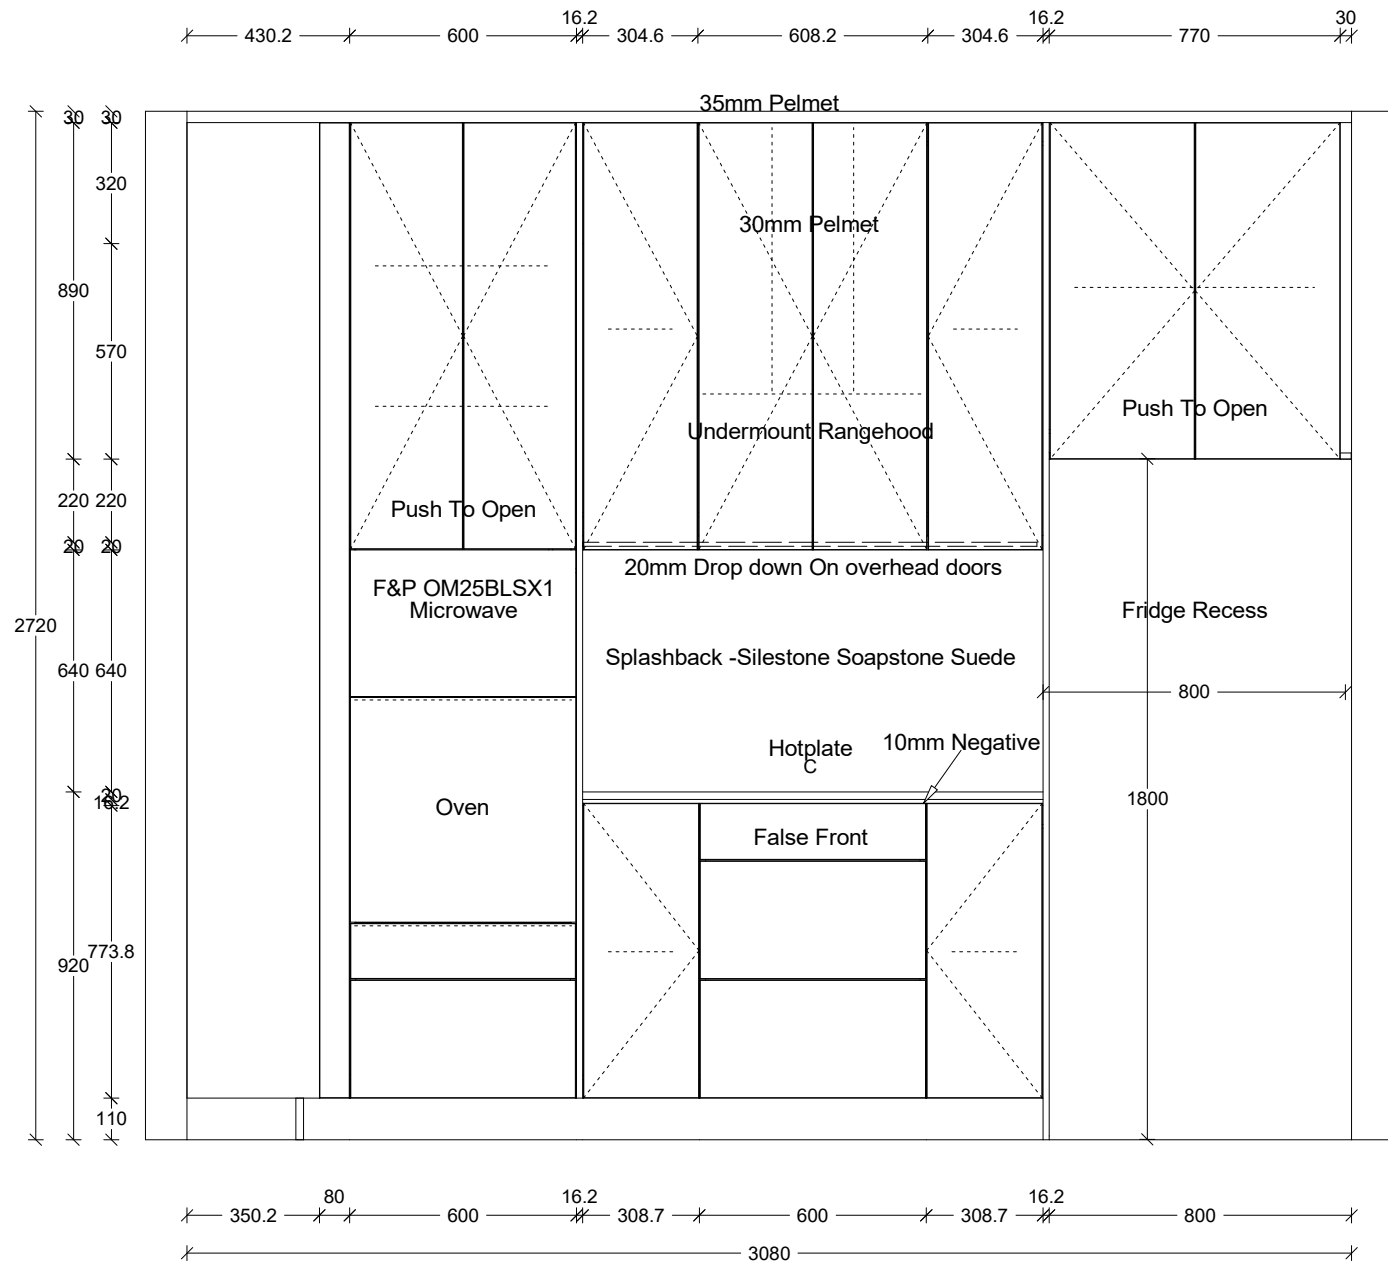 16.2 16.2 30
430.2 600 304.6 608.2 304.6 770
35mm Pelmet
30 30
320
30mm Pelmet
890
570
Push To Open
Undermount Rangehood
220 220
Push To Open
20 20
20mm Drop down On overhead doors
F&P OM25BLSX1
Microwave
Fridge Recess
2720
Splashback -Silestone Soapstone Suede
640 640
800
10mm Negative
Hotplate
C
20
16.2
1800
Oven
False Front
773.8
920
110
80 16.2 16.2
350.2 600 308.7 600 308.7 800
3080